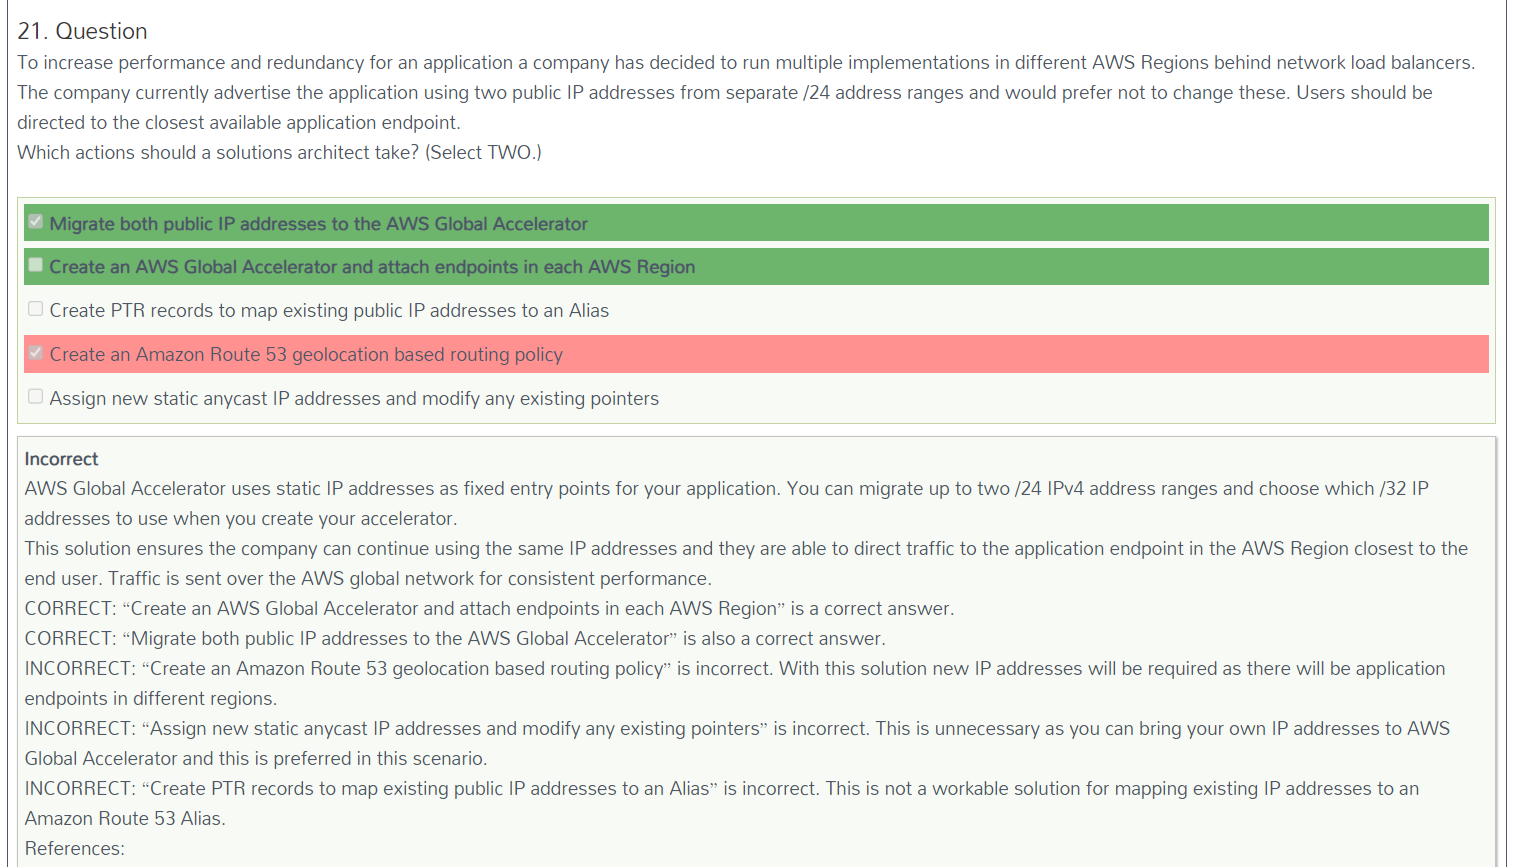 21. Question
To increase performance and redundancy for an application a company has decided to run multiple implementations in different AWS Regions behind network load balancers.
The company currently advertise the application using two public IP addresses from separate /24 address ranges and would prefer not to change these. Users should be
directed to the closest available application endpoint.
Which actions should a solutions architect take? (Select TWO.)
Migrate both public IP addresses to the AWS Global Accelerator
Create an AWS Global Accelerator and attach endpoints in each AWS Region
Create PTR records to map existing public IP addresses to an Alias
Create an Amazon Route 53 geolocation based routing policy
Assign new static anycast IP addresses and modify any existing pointers
Incorrect
AWS Global Accelerator uses static IP addresses as fixed entry points for your application. You can migrate up to two /24 IPv4 address ranges and choose which /32 IP
addresses to use when you create your accelerator.
This solution ensures the company can continue using the same IP addresses and they are able to direct traffic to the application endpoint in the AWS Region closest to the
end user. Traffic is sent over the AWS global network for consistent performance.
CORRECT: “Create an AWS Global Accelerator and attach endpoints in each AWS Region” is a correct answer.
CORRECT: “Migrate both public IP addresses to the AWS Global Accelerator” is also a correct answer.
INCORRECT: “Create an Amazon Route 53 geolocation based routing policy” is incorrect. With this solution new IP addresses will be required as there will be application
endpoints in different regions.
INCORRECT: “Assign new static anycast IP addresses and modify any existing pointers” is incorrect. This is unnecessary as you can bring your own IP addresses to AWS
Global Accelerator and this is preferred in this scenario.
INCORRECT: “Create PTR records to map existing public IP addresses to an Alias” is incorrect. This is not a workable solution for mapping existing IP addresses to an
Amazon Route 53 Alias.
References: